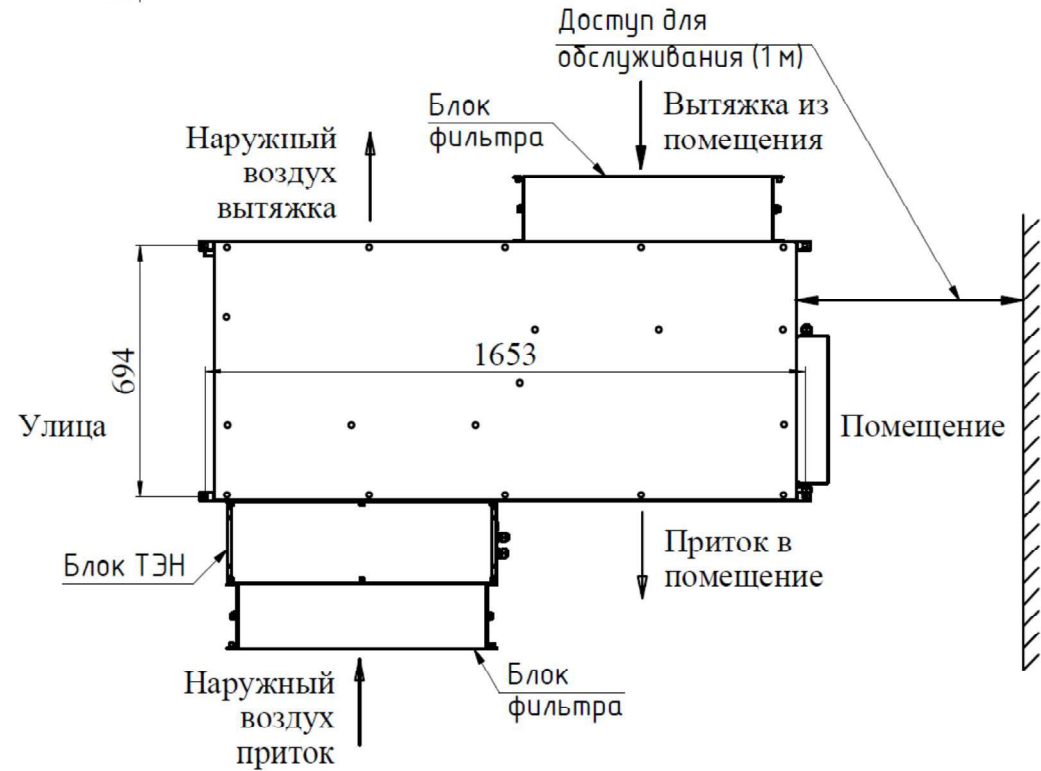 Доступ для
обслуживания (1 м)
Блок
фильтра
Вытяжка из
помещения
Наружный
воздух
вытяжка
694
1653
Улица
Помещение
Блок ТЭН
Приток в
помещение
Блок
фильтра
Наружный
воздух
приток